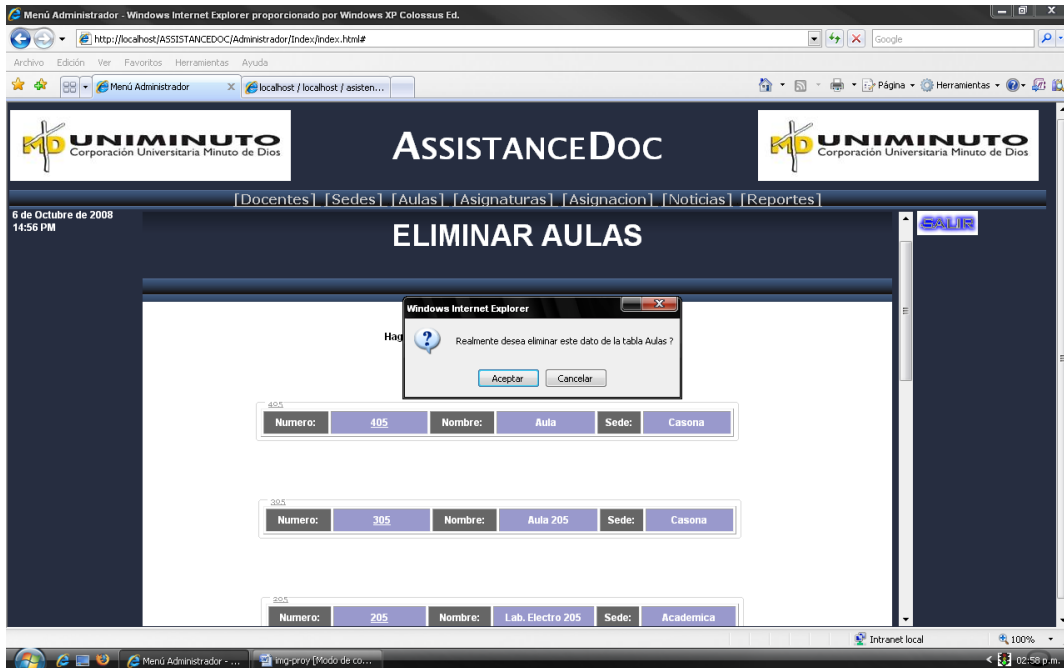 Menú Administrador - Windows Internet Explorer proporcionado por Windows XP Colossus Ed.
http://localhost/ASSISTANCEDOC/Administrador/Index/index.html#
Google
Archivo Edición Ver Favoritos Herramientas Ayuda
Menú Administrador
localhost / localhost / asisten...
Página Herramientas
UNIMINUTO
Corporación Universitaria Minuto de Dios
ASSISTANCEDOC
UNIMINUTO
Corporación Universitaria Minuto de Dios
[Docentes] [Sedes] [Aulas] [Asignaturas] [Asignacion] [Noticias] [Reportes]
6 de Octubre de 2008
14:56 PM
SALIR
ELIMINAR AULAS
Windows Internet Explorer
Hag
Realmente desea eliminar este dato de la tabla Aulas ?
Aceptar Cancelar
405
Numero: 405 Nombre: Aula Sede: Casona
305
Numero: 305 Nombre: Aula 205 Sede: Casona
205
Numero: 205 Nombre: Lab. Electro 205 Sede: Academica
Intranet local 100%
Menú Administrador - ...
img-proy [Modo de co...
02:58 p.m.